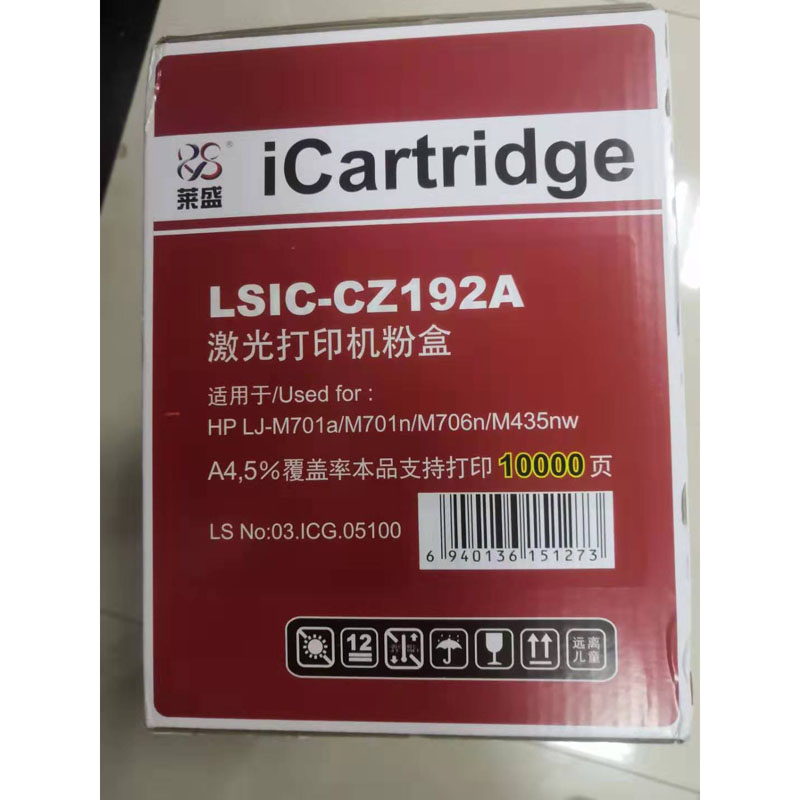 莱盛
®
iCartridge
LSIC-CZ192A
激光打印机粉盒
适用于/Used for :
HP LJ-M701a/M701n/M706n/M435nw
A4,5%覆盖率本品支持打印10000页
LS No:03.ICG.05100
6 940136 151273
12
远离
儿童